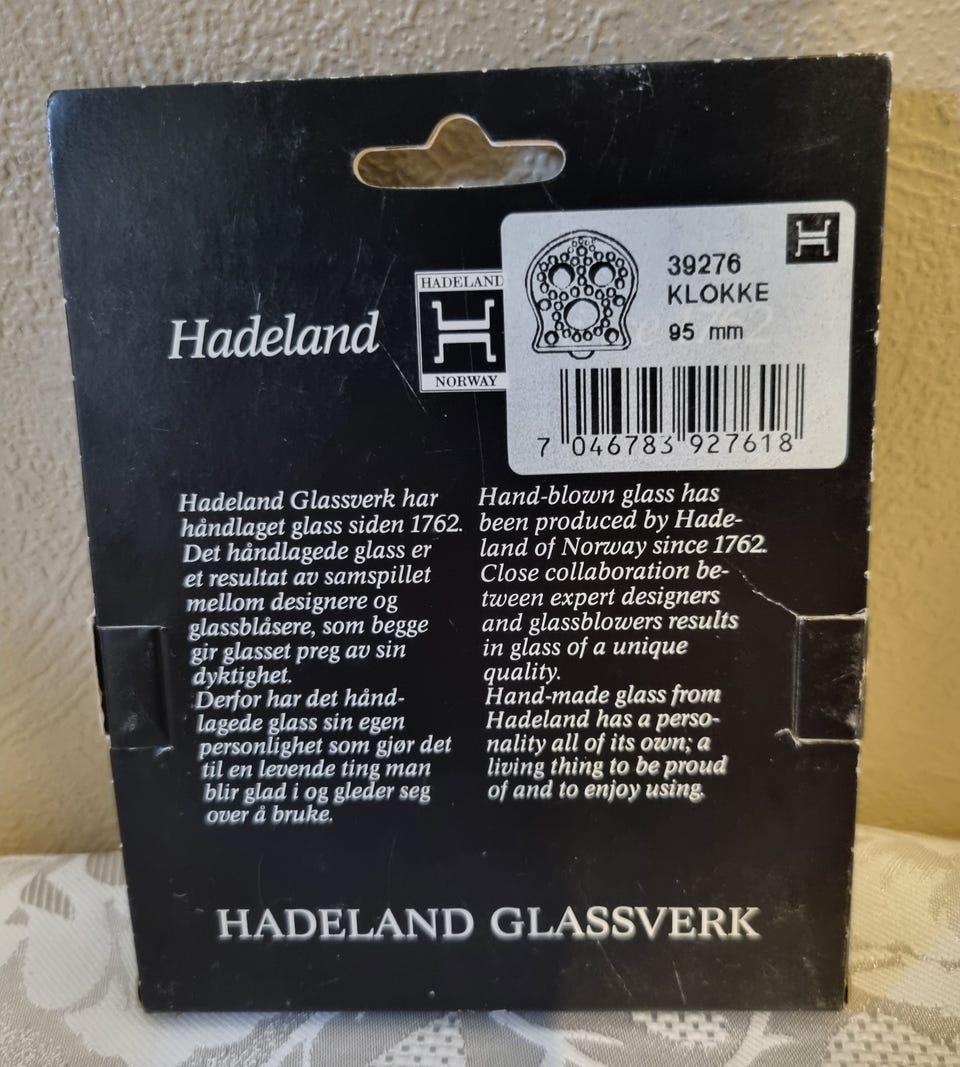 Hadeland
HADELAND
NORWAY
1762
39276
KLOKKE
95 mm
7 046783 927618
Hadeland Glassverk har
håndlaget glass siden 1762.
Det håndlagede glass er
et resultat av samspillet
mellom designere og
glassblåsere, som begge
gir glasset preg av sin
dyktighet.
Derfor har det hånd-
lagede glass sin egen
personlighet som gjør det
til en levende ting man
blir glad i og gleder seg
over å bruke.
Hand-blown glass has
been produced by Hade-
land of Norway since 1762.
Close collaboration be-
tween expert designers
and glassblowers results
in glass of a unique
quality.
Hand-made glass from
Hadeland has a perso-
nality all of its own; a
living thing to be proud
of and to enjoy using.
HADELAND GLASSVERK